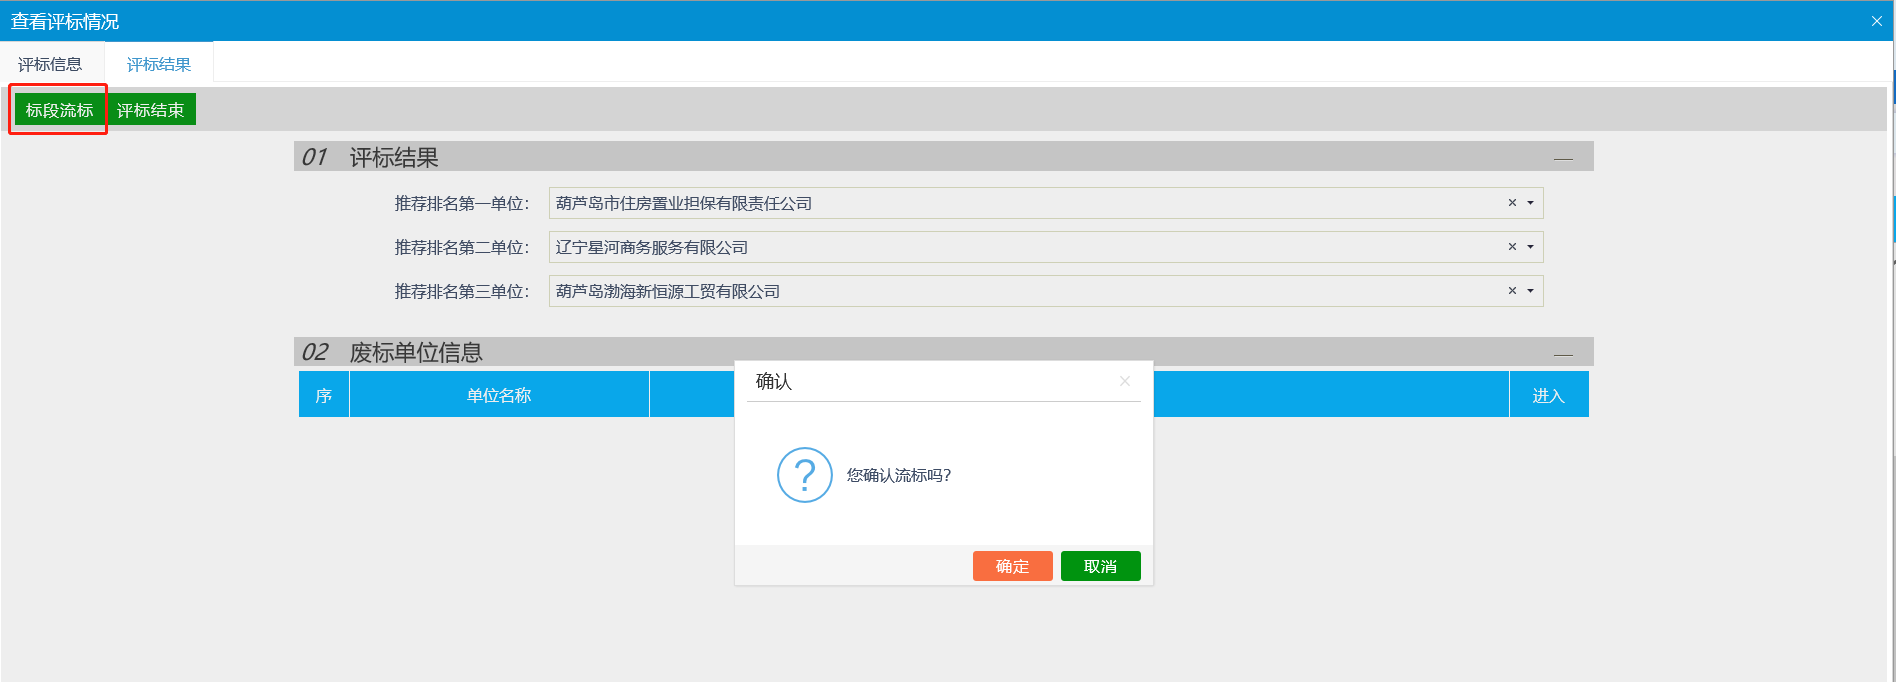 查看评标情况
评标信息 评标结果
标段流标 评标结束
01 评标结果
推荐排名第一单位： 葫芦岛市住房置业担保有限责任公司
推荐排名第二单位： 辽宁星河商务服务有限公司
推荐排名第三单位： 葫芦岛渤海新恒源工贸有限公司
02 废标单位信息
序 单位名称 进入
确认
您确认流标吗?
确定 取消